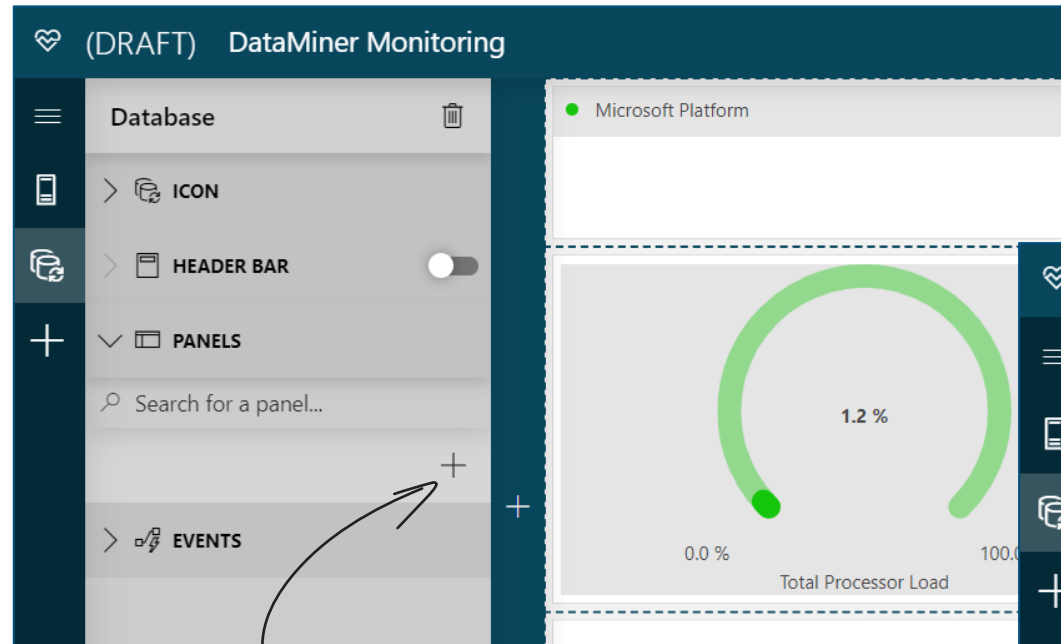 (DRAFT) DataMiner Monitoring
Database
ICON
HEADER BAR
PANELS
Search for a panel...
EVENTS
Microsoft Platform
1.2 %
0.0 %
Total Processor Load